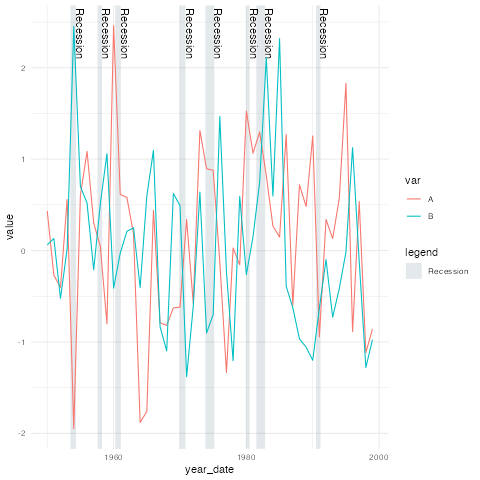 Recession
Recession
Recession
Recession
Recession
Recession
Recession
Recession
2
1
0
-1
-2
value
1960
1980
2000
year_date
var
A
B
legend
Recession